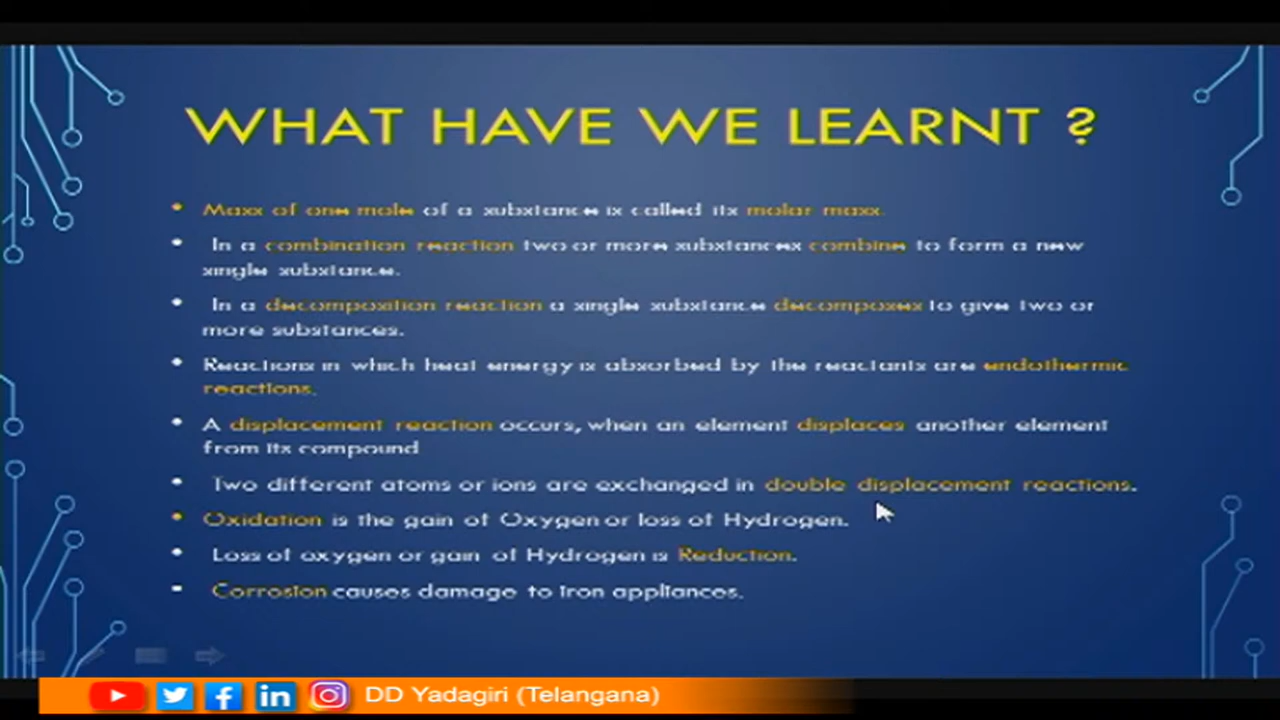 WHAT HAVE WE LEARNT ?
• Mass of one mole of a substance is called its molar mass.
• In a combination reaction two or more substances combine to form a new
single substance.
• In a decomposition reaction a single substance decomposes to give two or
more substances.
• Reactions in which heat energy is absorbed by the reactants are endothermic
reactions.
• A displacement reaction occurs, when an element displaces another element
from its compound
• Two different atoms or ions are exchanged in double displacement reactions.
• Oxidation is the gain of Oxygen or loss of Hydrogen.
• Loss of oxygen or gain of Hydrogen is Reduction.
• Corrosion causes damage to iron appliances.
DD Yadagiri (Telangana)